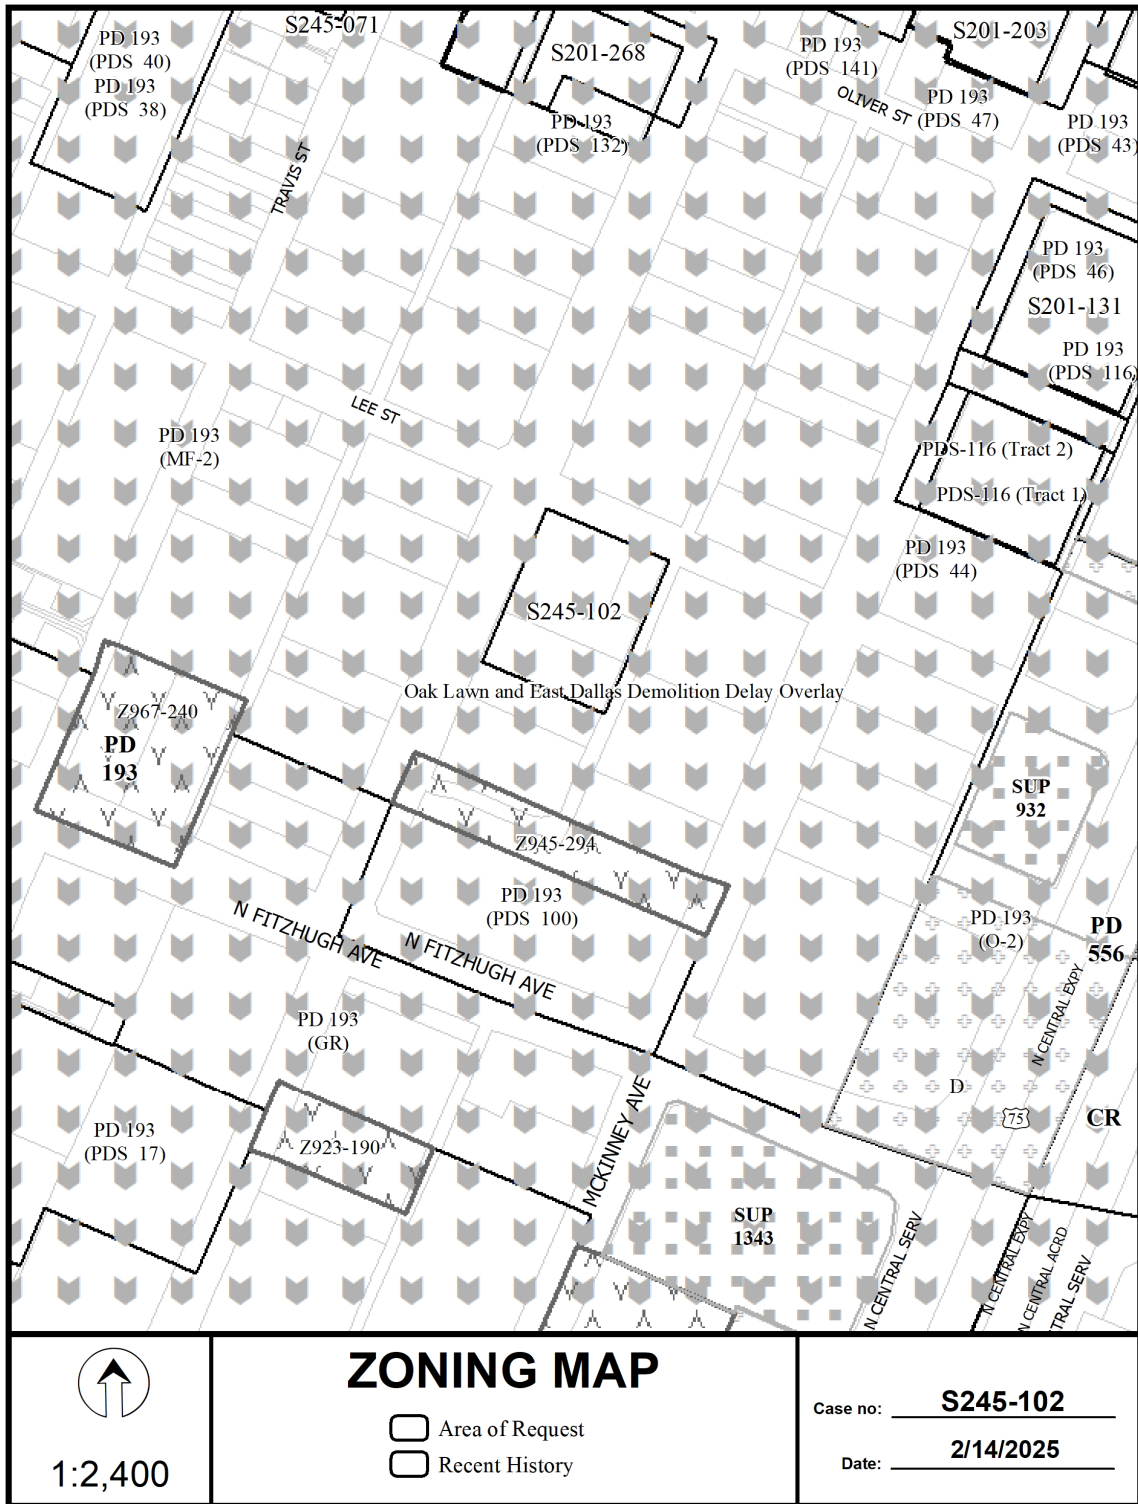 S245-071
PD 193
(PDS 40)
PD 193
(PDS 38)
S201-268
PD 193
(PDS 132)
PD 193
(PDS 141)
S201-203
OLIVER ST
PD 193
(PDS 47)
PD 193
(PDS 43)
TRAVIS ST
PD 193
(PDS 46)
S201-131
PD 193
(PDS 116)
LEE ST
PD 193
(MF-2)
PDS-116 (Tract 2)
PDS-116 (Tract 1)
PD 193
(PDS 44)
S245-102
Oak Lawn and East Dallas Demolition Delay Overlay
Z967-240
PD
193
SUP
932
Z945-294
PD 193
(PDS 100)
N FITZHUGH AVE
N FITZHUGH AVE
PD 193
(O-2)
PD
556
N CENTRAL EXPY
PD 193
(GR)
D
75
CR
MCKINNEY AVE
PD 193
(PDS 17)
Z923-190
SUP
1343
N CENTRAL SERV
N CENTRAL EXPY
N CENTRAL ACRD
TRAL SERV
1:2,400
ZONING MAP
Area of Request
Recent History
Case no: S245-102
Date: 2/14/2025